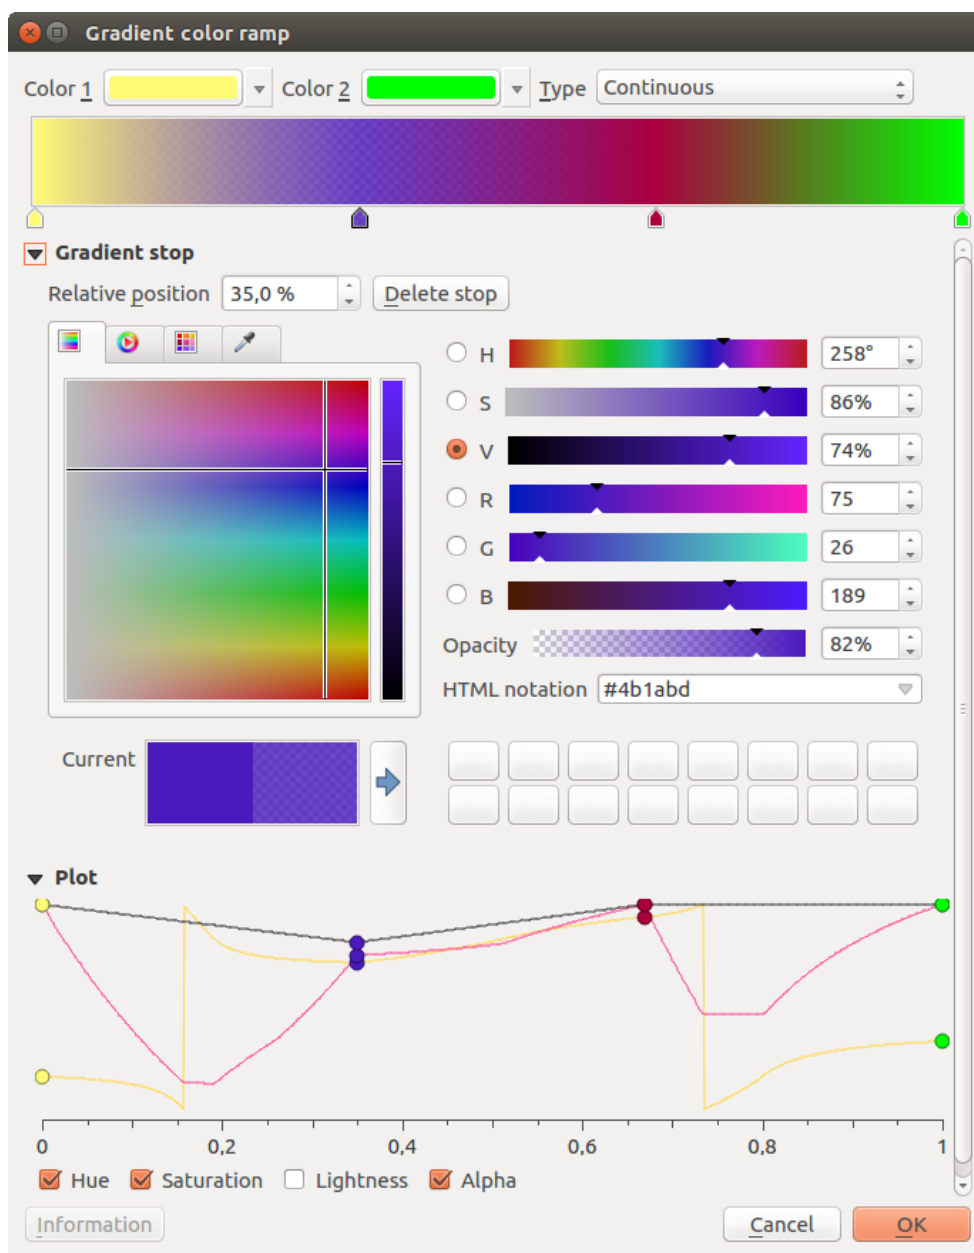 Gradient color ramp
Color 1 Color 2 Type Continuous
Gradient stop
Relative position 35,0 % Delete stop
H 258°
S 86%
V 74%
R 75
G 26
B 189
Opacity 82%
HTML notation #4b1abd
Current
Plot
0 0,2 0,4 0,6 0,8 1
Hue Saturation Lightness Alpha
Information Cancel OK